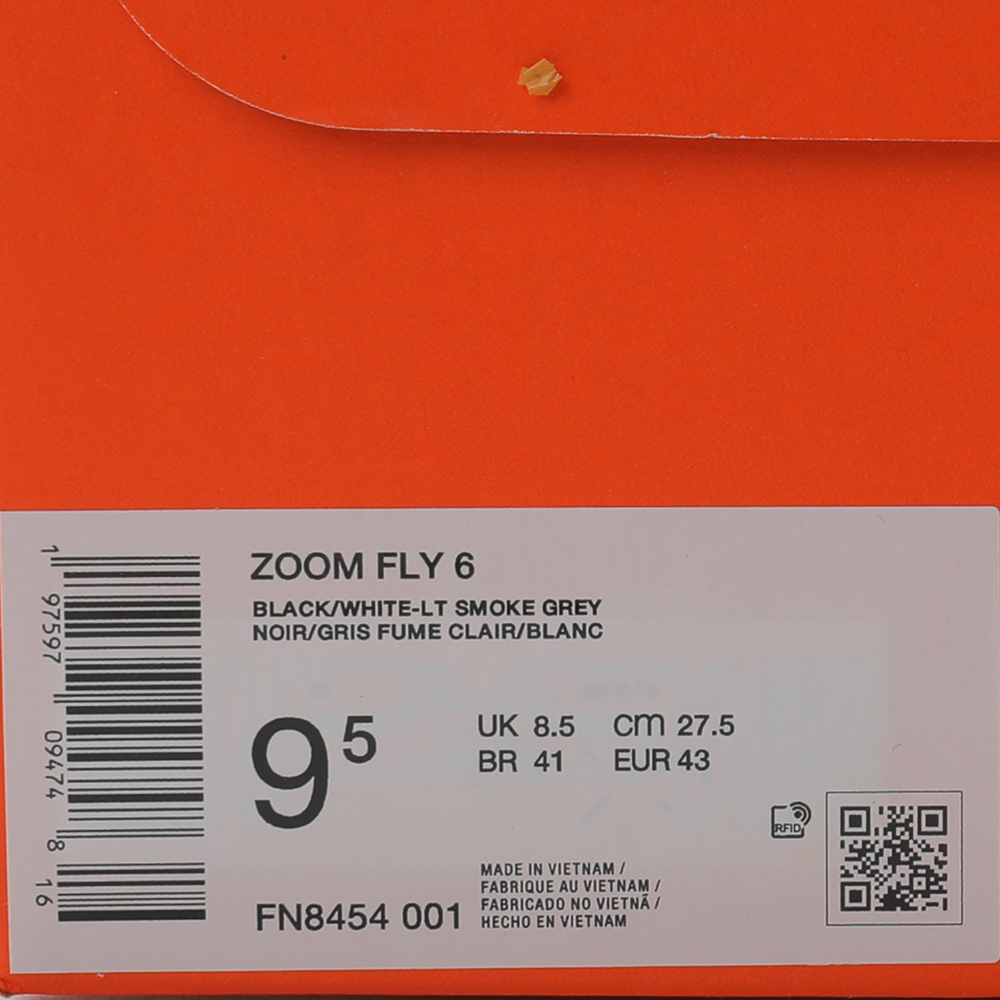 ZOOM FLY 6
BLACK/WHITE-LT SMOKE GREY
NOIR/GRIS FUME CLAIR/BLANC
9 5
UK 8.5 cm 27.5
BR 41 EUR 43
RFID
MADE IN VIETNAM /
FABRIQUE AU VIETNAM /
FABRICADO NO VIETNÃ /
HECHO EN VIETNAM
FN8454 001
1 97597 09474 8 16